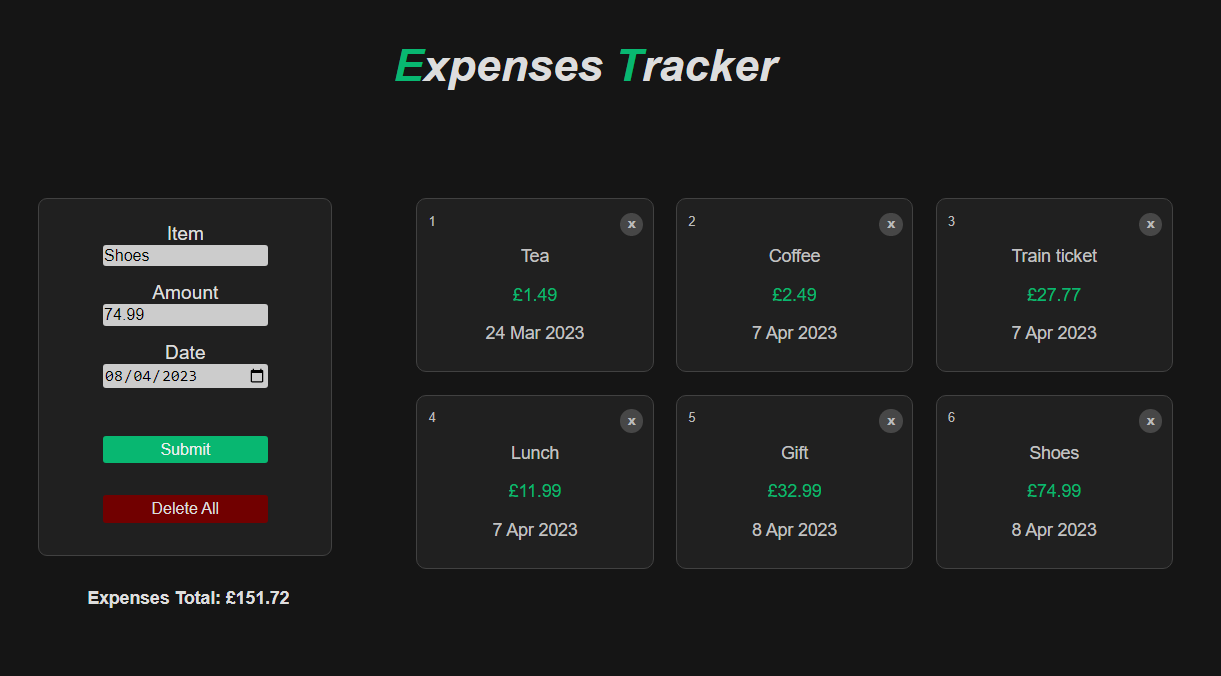 Expenses Tracker
Item
Shoes
Amount
74.99
Date
08/04/2023
Submit
Delete All
Expenses Total: £151.72
1
x
Tea
£1.49
24 Mar 2023
2
x
Coffee
£2.49
7 Apr 2023
3
x
Train ticket
£27.77
7 Apr 2023
4
x
Lunch
£11.99
7 Apr 2023
5
x
Gift
£32.99
8 Apr 2023
6
x
Shoes
£74.99
8 Apr 2023